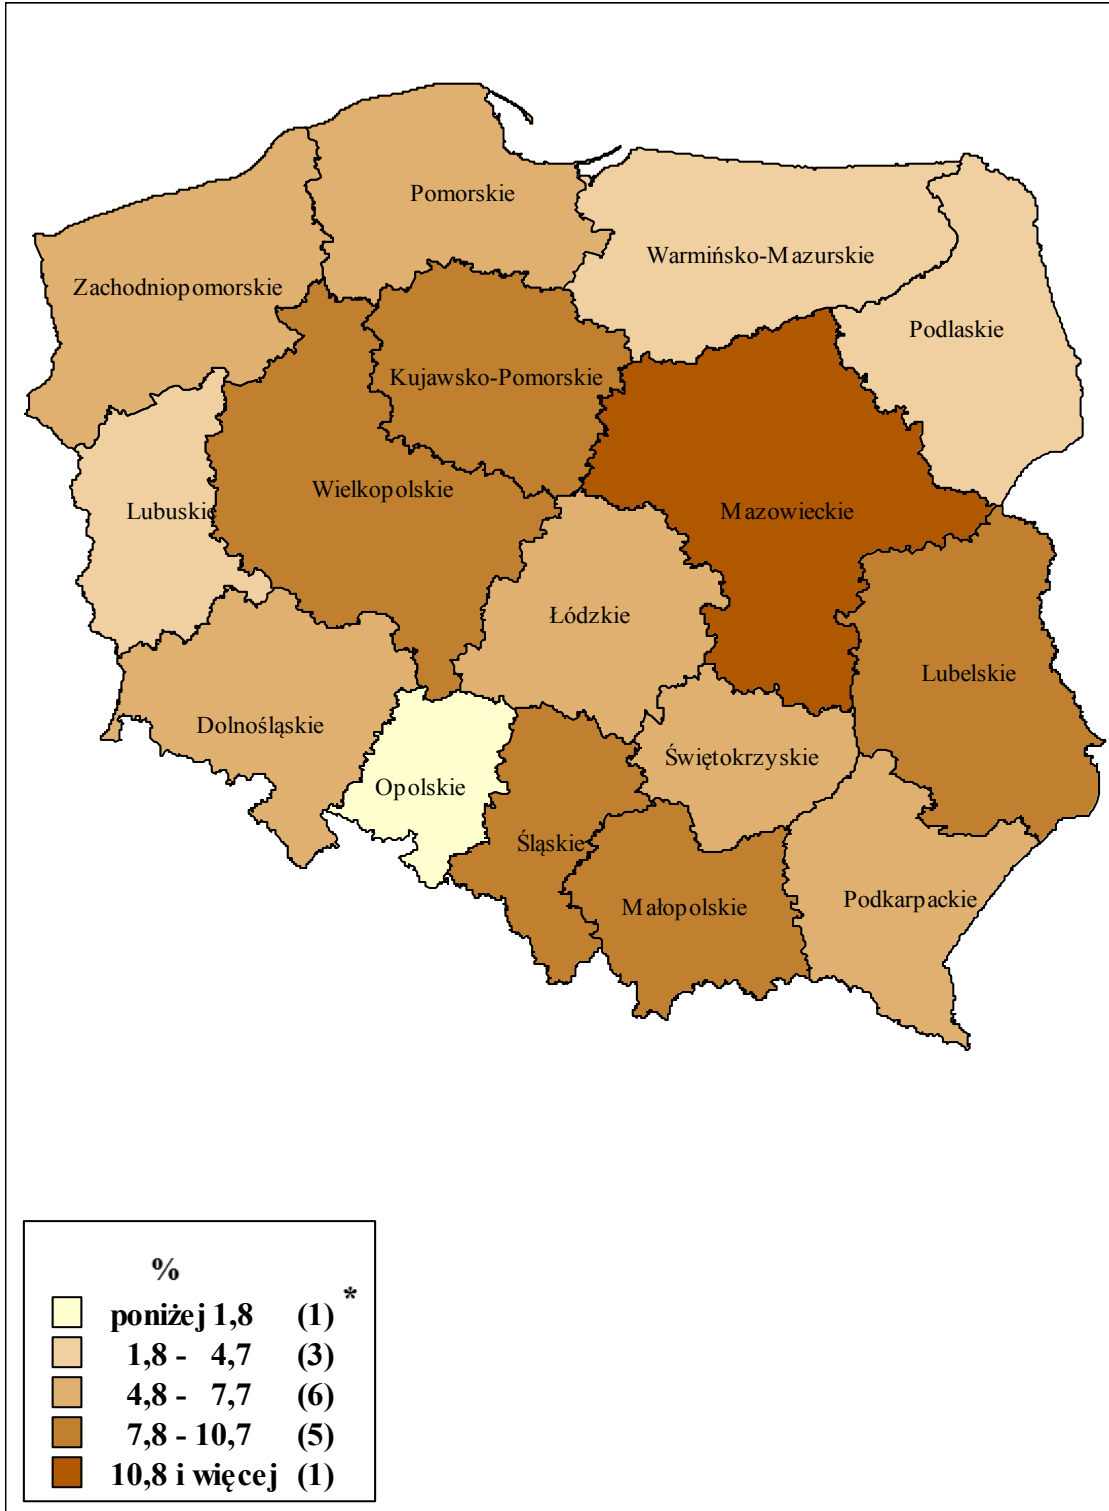 Pomorskie
Warmińsko-Mazurskie
Zachodniopomorskie
Podlaskie
Kujawsko-Pomorskie
Wielkopolskie
Lubuskie
Mazowieckie
Łódzkie
Lubelskie
Dolnośląskie
Świętokrzyskie
Opolskie
Śląskie
Podkarpackie
Małopolskie
%
poniżej 1,8 (1) *
1,8 - 4,7 (3)
4,8 - 7,7 (6)
7,8 - 10,7 (5)
10,8 i więcej (1)